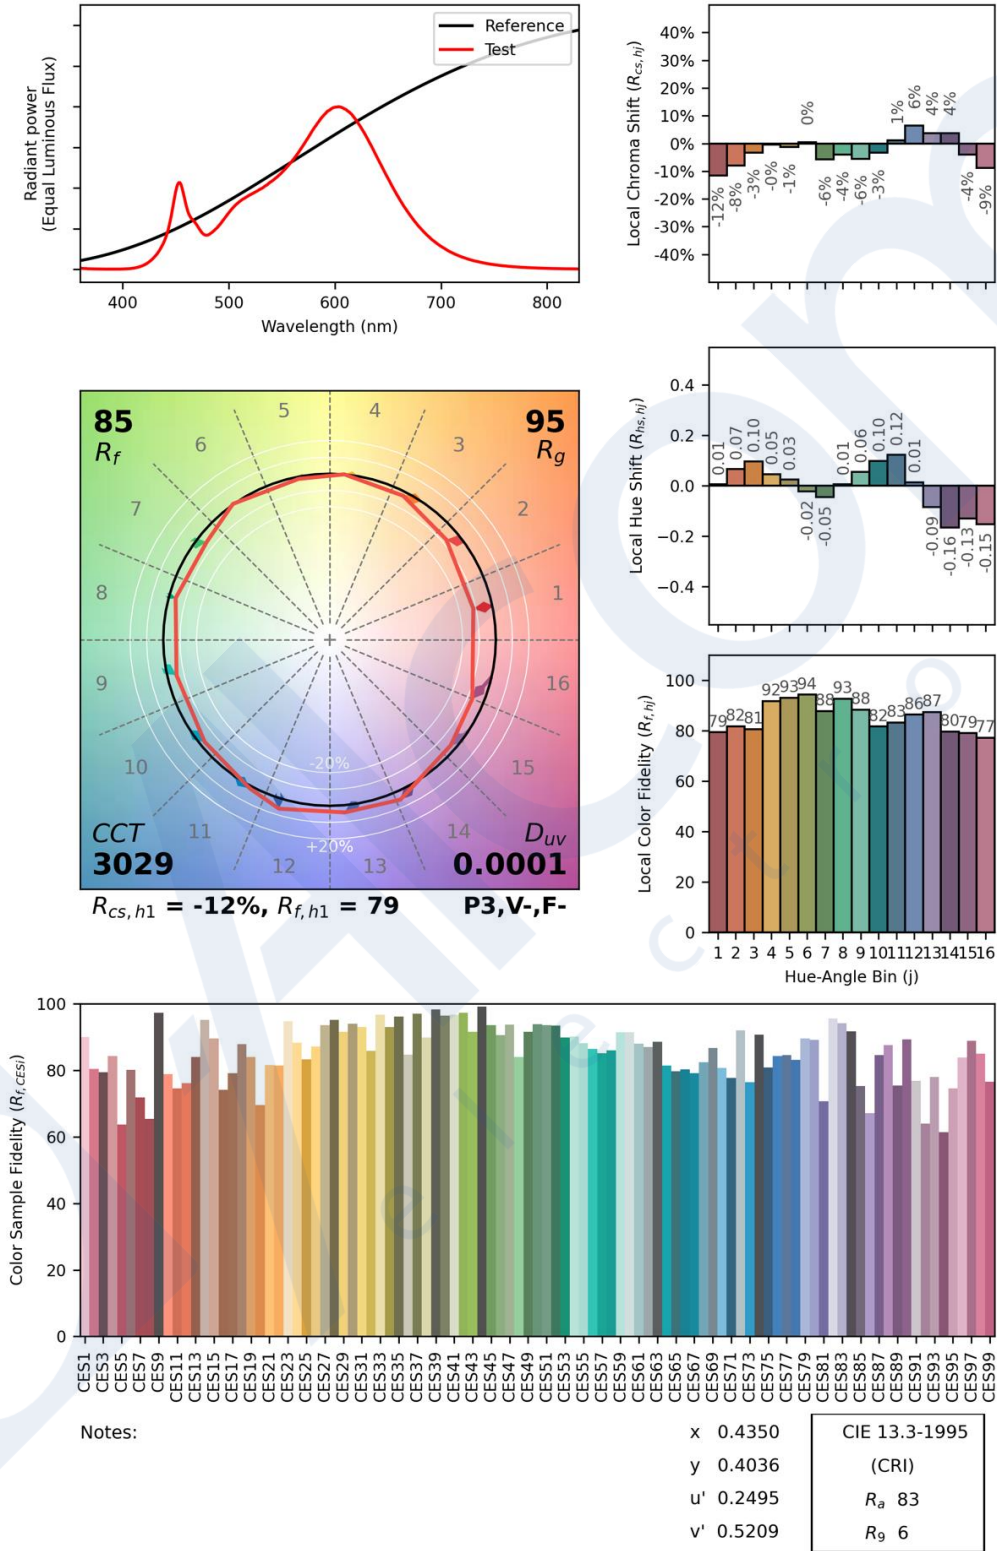 Reference
Test
Radiant power
(Equal Luminous Flux)
400 500 600 700 800
Wavelength (nm)
Local Chroma Shift (Rcs,hj)
40%
30%
20%
10%
0%
-10%
-20%
-30%
-40%
-12% -8% -3% -0% -1% 0% -6% -4% -6% -3% 1% 6% 4% 4% -4% -9%
85
Rf
95
Rg
1
2
3
4
5
6
7
8
9
10
11
12
13
14
15
16
-20%
+20%
CCT
3029
Duv
0.0001
Rcs,h1 = -12%, Rf,h1 = 79 P3,V-,F-
Local Hue Shift (Rhs,hj)
0.4
0.2
0.0
−0.2
−0.4
0.01 0.07 0.10 0.05 0.03 -0.02 -0.05 0.01 0.06 0.10 0.12 0.01 -0.09 -0.16 -0.13 -0.15
Local Color Fidelity (Rf,hj)
100
80
60
40
20
0
79 82 81 92 93 94 88 93 88 82 83 86 87 80 79 77
1 2 3 4 5 6 7 8 9 10 11 12 13 14 15 16
Hue-Angle Bin (j)
Color Sample Fidelity (Rf,CESi)
100
80
60
40
20
0
CES1 CES3 CES5 CES7 CES9 CES11 CES13 CES15 CES17 CES19 CES21 CES23 CES25 CES27 CES29 CES31 CES33 CES35 CES37 CES39 CES41 CES43 CES45 CES47 CES49 CES51 CES53 CES55 CES57 CES59 CES61 CES63 CES65 CES67 CES69 CES71 CES73 CES75 CES77 CES79 CES81 CES83 CES85 CES87 CES89 CES91 CES93 CES95 CES97 CES99
Notes:
x 0.4350
y 0.4036
u' 0.2495
v' 0.5209
CIE 13.3-1995
(CRI)
Ra 83
R9 6